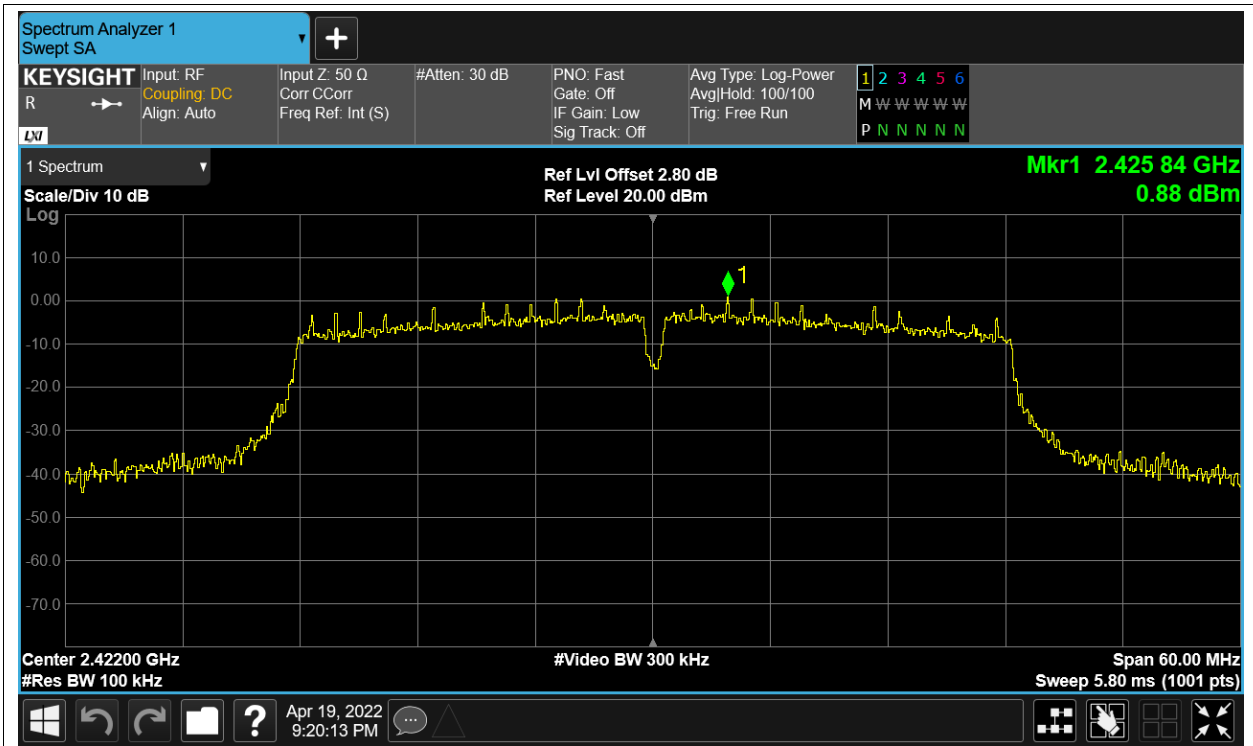 Spectrum Analyzer 1
Swept SA
KEYSIGHT
R
LXI
Input: RF
Coupling: DC
Align: Auto
Input Z: 50 Ω
Corr CCorr
Freq Ref: Int (S)
#Atten: 30 dB
PNO: Fast
Gate: Off
IF Gain: Low
Sig Track: Off
Avg Type: Log-Power
Avg|Hold: 100/100
Trig: Free Run
1 2 3 4 5 6
M W W W W W
P N N N N N
1 Spectrum
Scale/Div 10 dB
Ref Lvl Offset 2.80 dB
Ref Level 20.00 dBm
Mkr1 2.425 84 GHz
0.88 dBm
Log
10.0
0.00
-10.0
-20.0
-30.0
-40.0
-50.0
-60.0
-70.0
1
Center 2.42200 GHz
#Res BW 100 kHz
#Video BW 300 kHz
Span 60.00 MHz
Sweep 5.80 ms (1001 pts)
?
Apr 19, 2022
9:20:13 PM